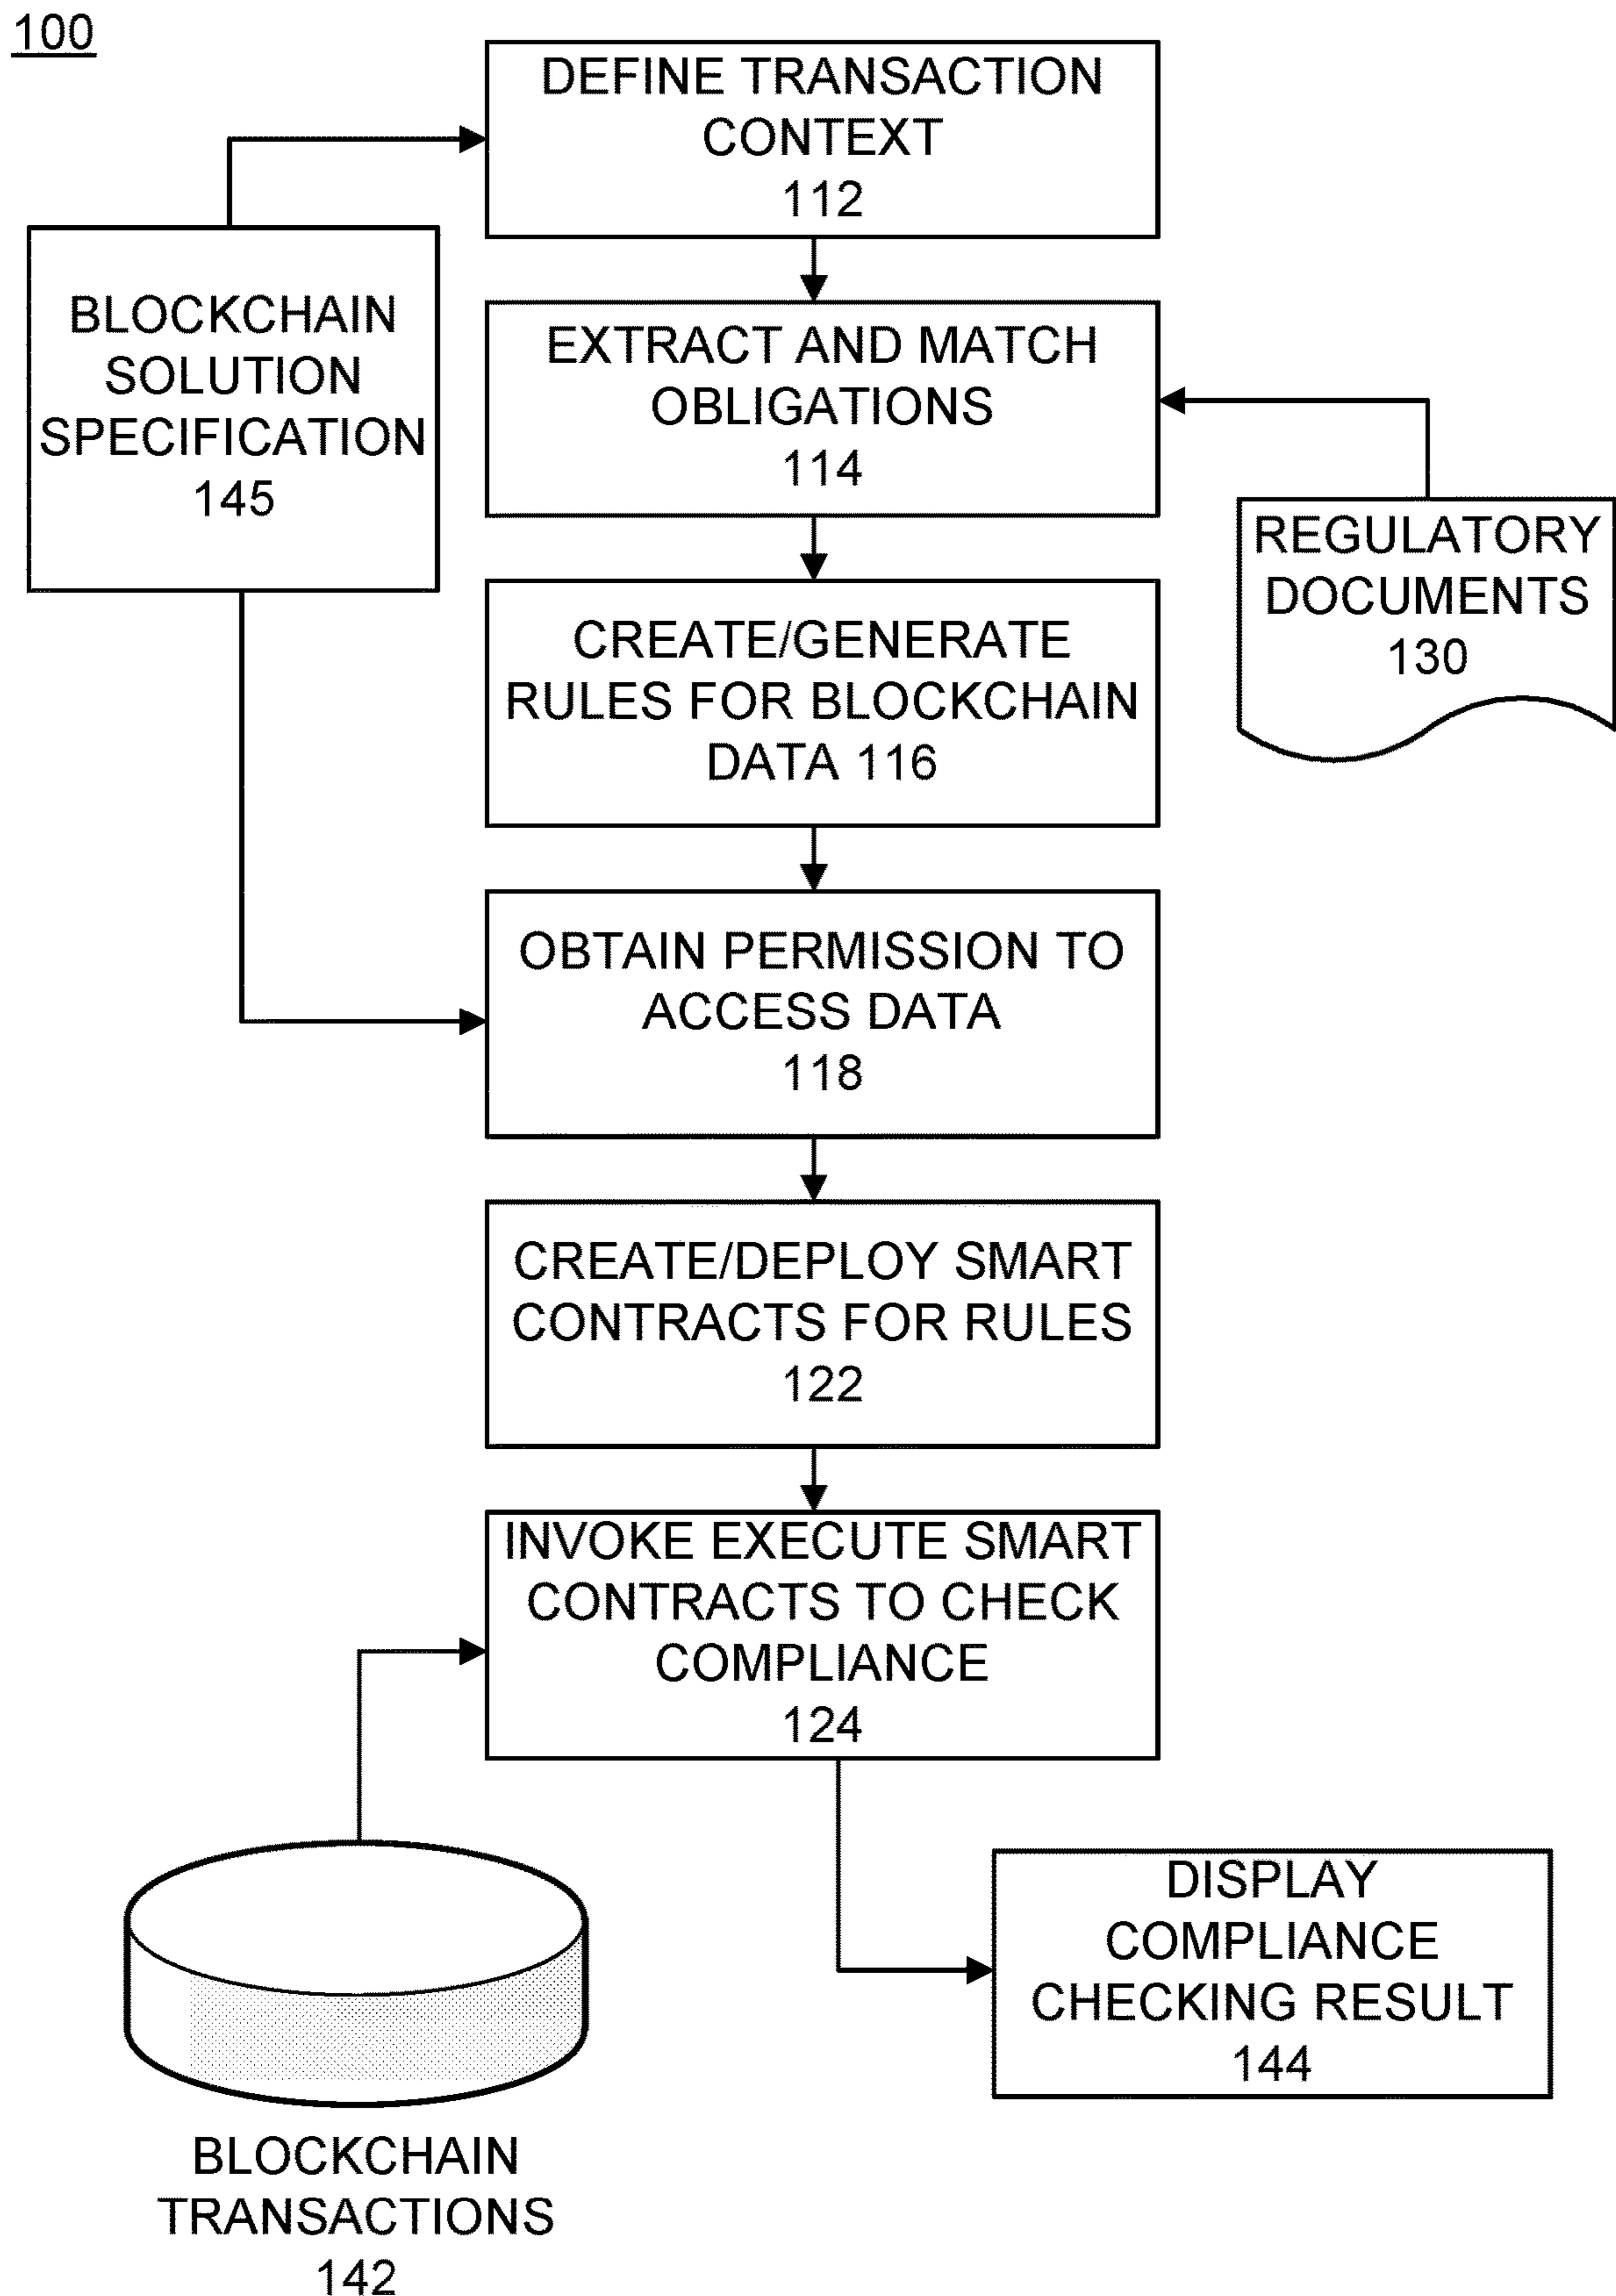 100
DEFINE TRANSACTION
CONTEXT
112
BLOCKCHAIN
SOLUTION
SPECIFICATION
145
EXTRACT AND MATCH
OBLIGATIONS
114
REGULATORY
DOCUMENTS
130
CREATE/GENERATE
RULES FOR BLOCKCHAIN
DATA 116
OBTAIN PERMISSION TO
ACCESS DATA
118
CREATE/DEPLOY SMART
CONTRACTS FOR RULES
122
INVOKE EXECUTE SMART
CONTRACTS TO CHECK
COMPLIANCE
124
DISPLAY
COMPLIANCE
CHECKING RESULT
144
BLOCKCHAIN
TRANSACTIONS
142